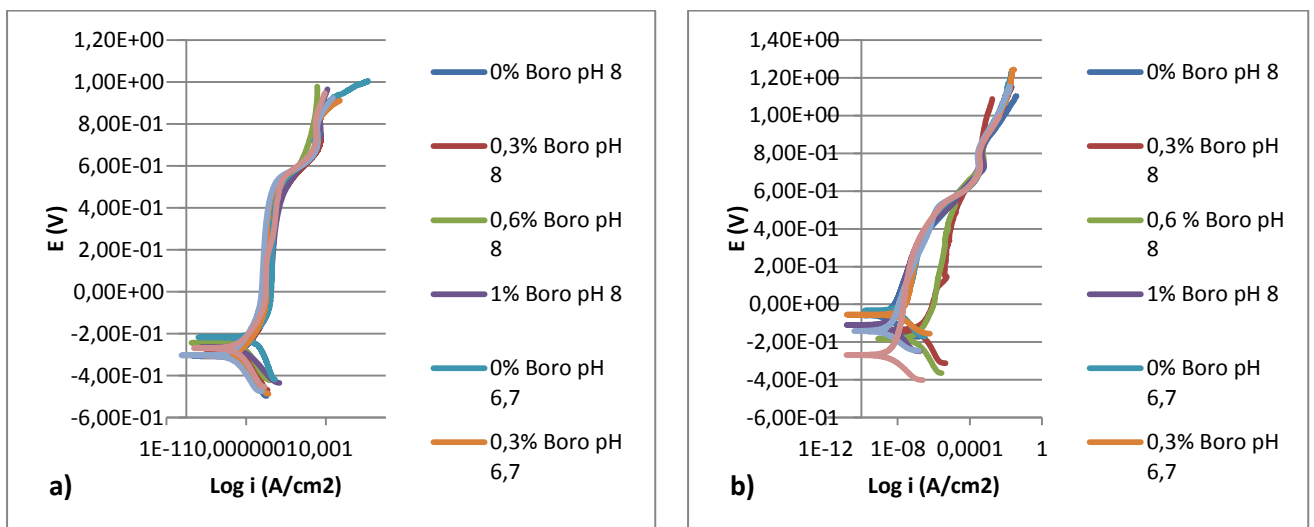 1,20E+00
1,00E+00
8,00E-01
6,00E-01
4,00E-01
2,00E-01
0,00E+00
-2,00E-01
-4,00E-01
-6,00E-01
E (V)
1E-110,00000010,001
Log i (A/cm2)
a)
0% Boro pH 8
0,3% Boro pH
8
0,6% Boro pH
8
1% Boro pH 8
0% Boro pH
6,7
0,3% Boro pH
6,7
1,40E+00
1,20E+00
1,00E+00
8,00E-01
6,00E-01
4,00E-01
2,00E-01
0,00E+00
-2,00E-01
-4,00E-01
-6,00E-01
E (V)
1E-12 1E-08 0,0001 1
Log i (A/cm2)
b)
0% Boro pH 8
0,3% Boro pH
8
0,6 % Boro pH
8
1% Boro pH 8
0% Boro pH
6,7
0,3% Boro pH
6,7